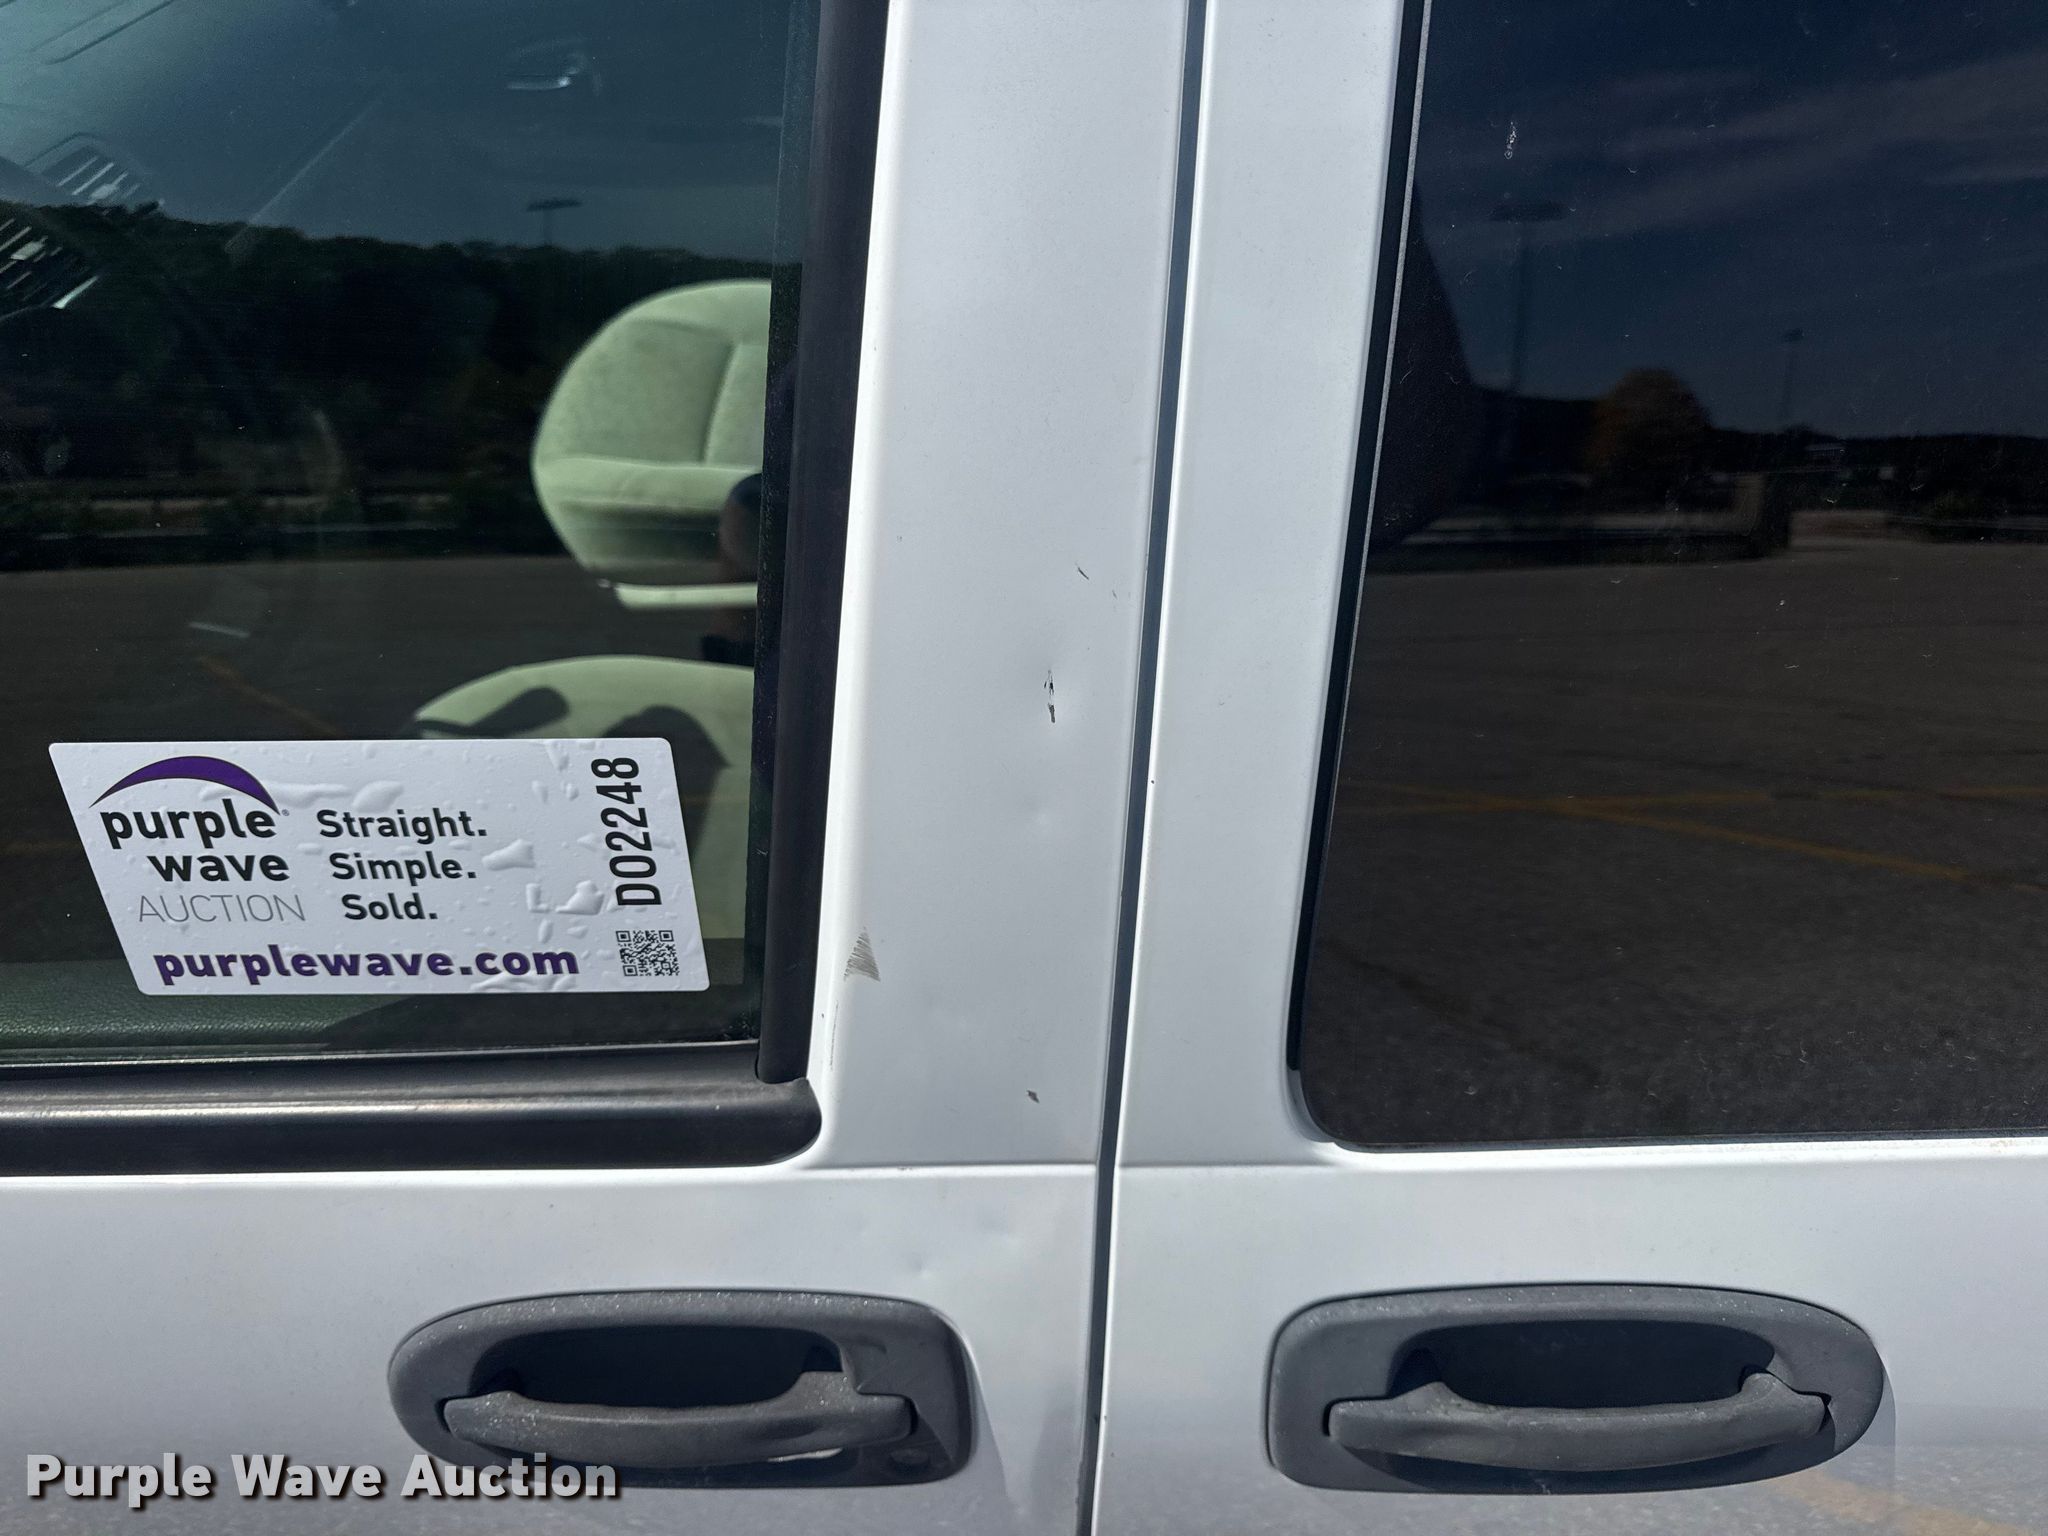 purple
wave
AUCTION
Straight.
Simple.
Sold.
DO2248
purplewave.com
Purple Wave Auction